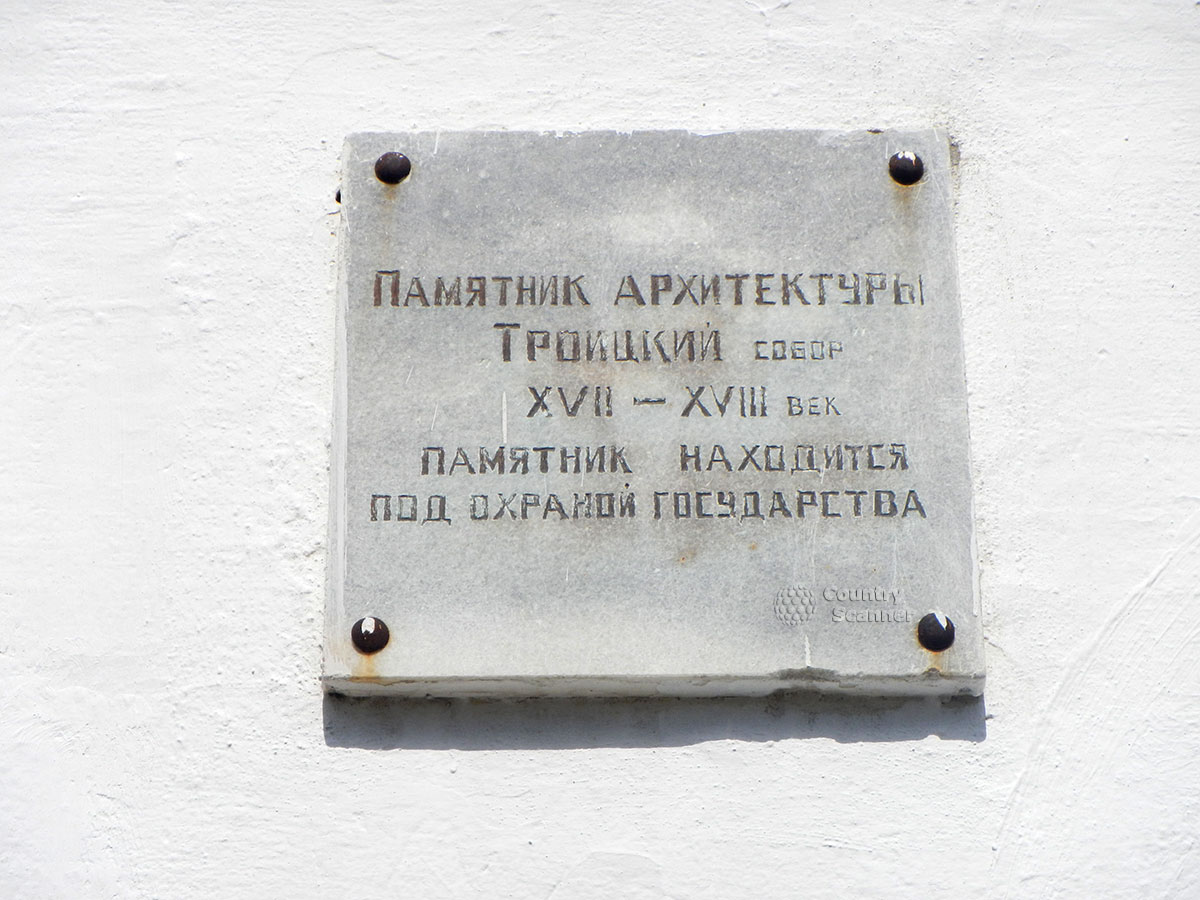 Памятник архитектуры
Троицкий собор
XVII – XVIII век
памятник находится
под охраной государства
Country
Scanner